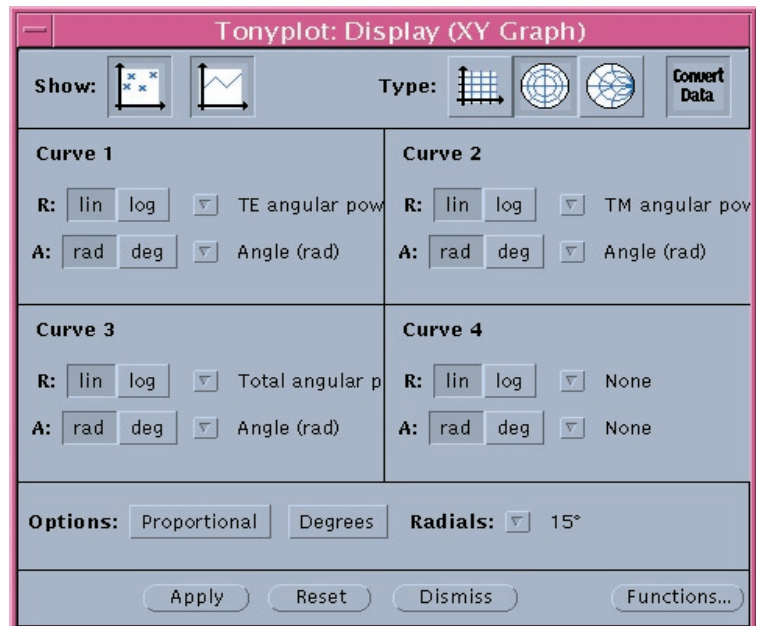 Tonyplot: Display (XY Graph)
Show: Type: Convert Data
Curve 1
R: lin log TE angular pow
A: rad deg Angle (rad)
Curve 2
R: lin log TM angular pov
A: rad deg Angle (rad)
Curve 3
R: lin log Total angular p
A: rad deg Angle (rad)
Curve 4
R: lin log None
A: rad deg None
Options: Proportional Degrees Radials: 15°
Apply Reset Dismiss Functions...